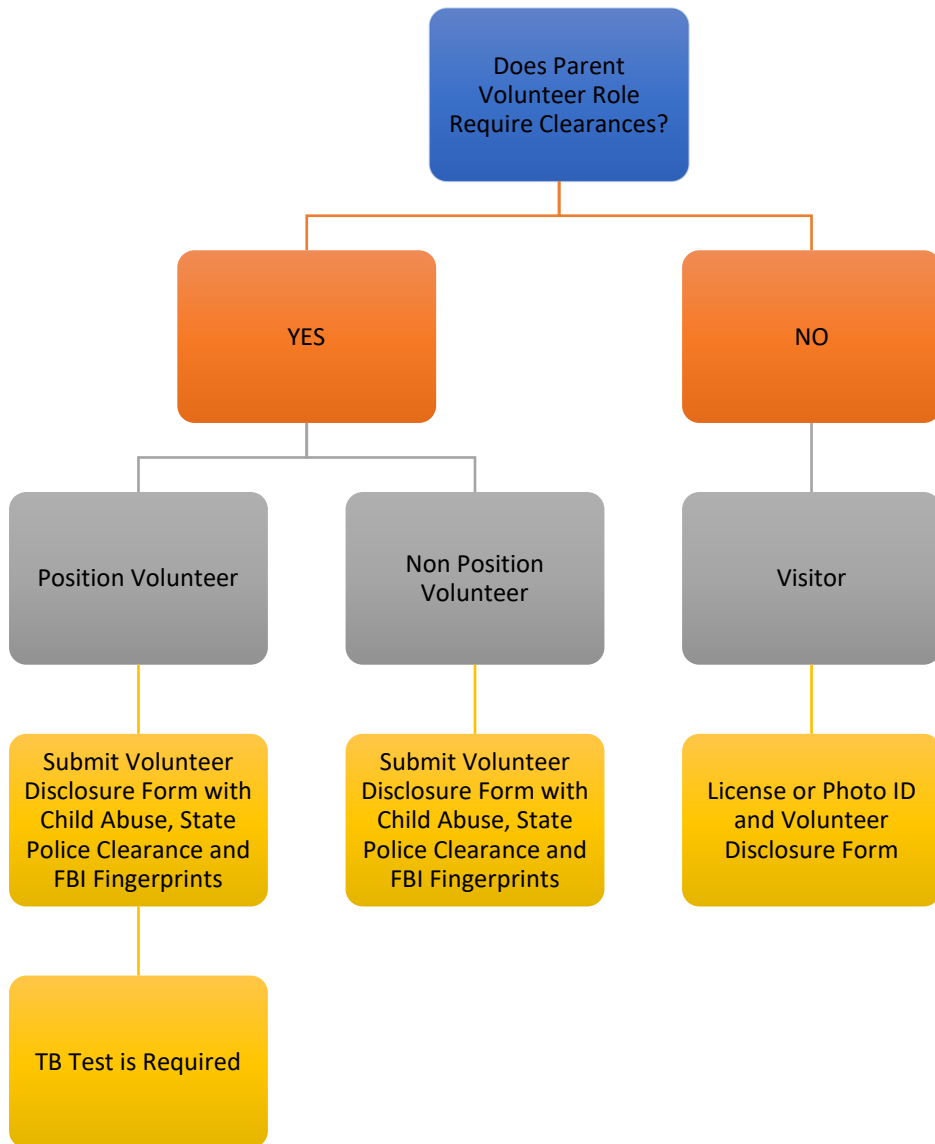 Does Parent
Volunteer Role
Require Clearances?
YES
NO
Position Volunteer
Non Position
Volunteer
Visitor
Submit Volunteer
Disclosure Form with
Child Abuse, State
Police Clearance and
FBI Fingerprints
Submit Volunteer
Disclosure Form with
Child Abuse, State
Police Clearance and
FBI Fingerprints
License or Photo ID
and Volunteer
Disclosure Form
TB Test is Required